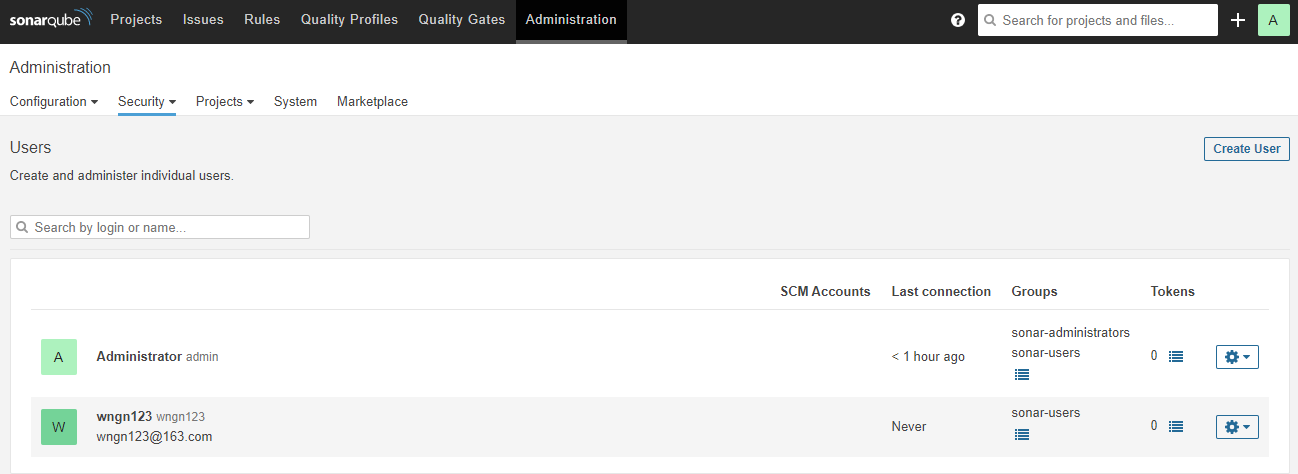 sonarqube Projects Issues Rules Quality Profiles Quality Gates Administration Search for projects and files... A
Administration
Configuration Security Projects System Marketplace
Users
Create User
Create and administer individual users.
Search by login or name...
SCM Accounts Last connection Groups Tokens
sonar-administrators
A Administrator admin < 1 hour ago sonar-users 0
W wngn123 wngn123 sonar-users
wngn123@163.com Never 0